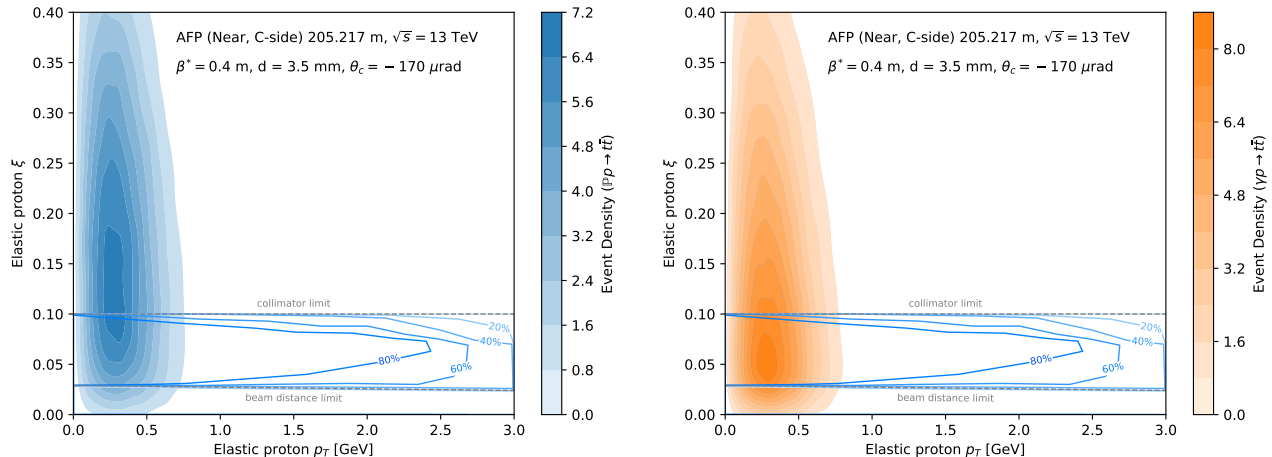 AFP (Near, C-side) 205.217 m, √s = 13 TeV
β* = 0.4 m, d = 3.5 mm, θc = −170 μrad
collimator limit
20%
40%
80%
60%
beam distance limit
0.40
0.35
0.30
0.25
0.20
0.15
0.10
0.05
0.00
Elastic proton ξ
0.0 0.5 1.0 1.5 2.0 2.5 3.0
Elastic proton pT [GeV]
7.2
6.4
5.6
4.8
4.0
3.2
2.4
1.6
0.8
0.0
Event Density (ℙp → tt̄)
AFP (Near, C-side) 205.217 m, √s = 13 TeV
β* = 0.4 m, d = 3.5 mm, θc = −170 μrad
collimator limit
20%
40%
80%
60%
beam distance limit
0.40
0.35
0.30
0.25
0.20
0.15
0.10
0.05
0.00
Elastic proton ξ
0.0 0.5 1.0 1.5 2.0 2.5 3.0
Elastic proton pT [GeV]
8.0
6.4
4.8
3.2
1.6
0.0
Event Density (γp → tt̄)